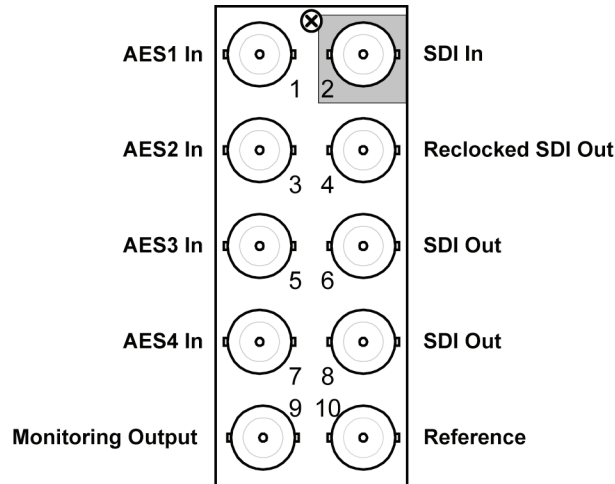 AES1 In
SDI In
1 2
AES2 In
Reclocked SDI Out
3 4
AES3 In
SDI Out
5 6
AES4 In
SDI Out
7 8
9 10
Monitoring Output
Reference